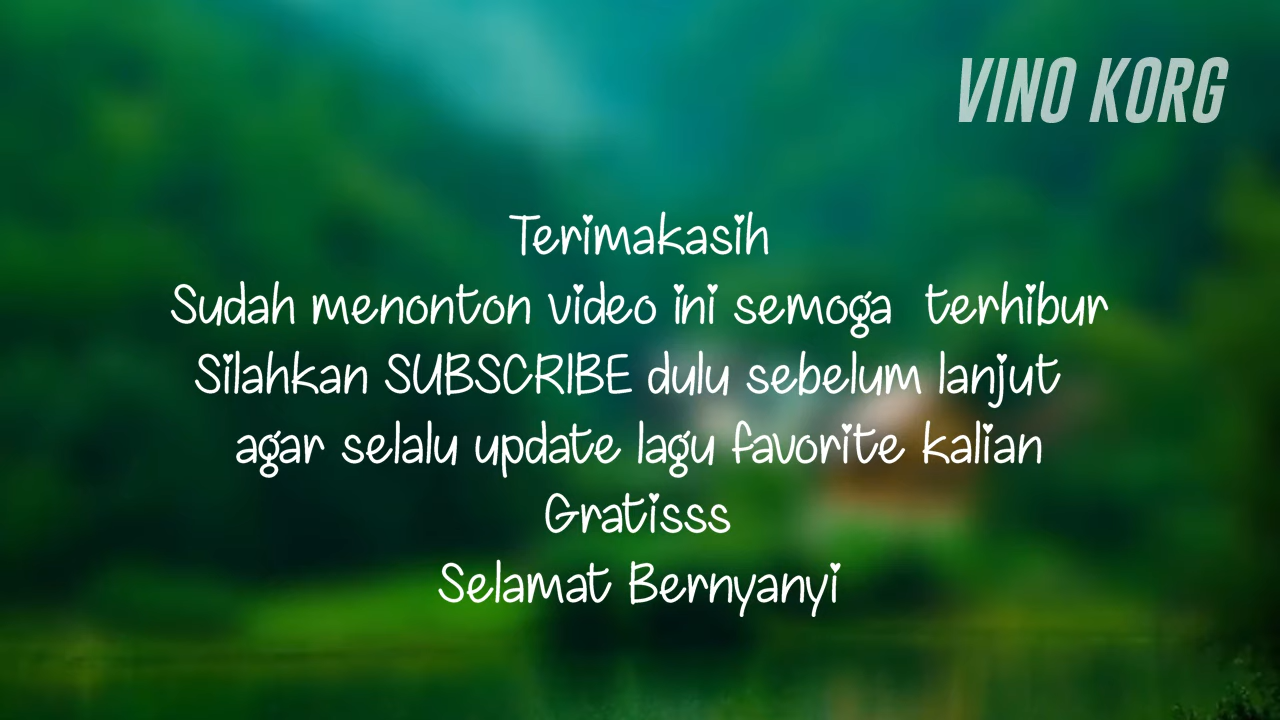 VINO KORG
Terimakasih
Sudah menonton video ini semoga terhibur
Silahkan SUBSCRIBE dulu sebelum lanjut
agar selalu update lagu favorite kalian
Gratisss
Selamat Bernyanyi